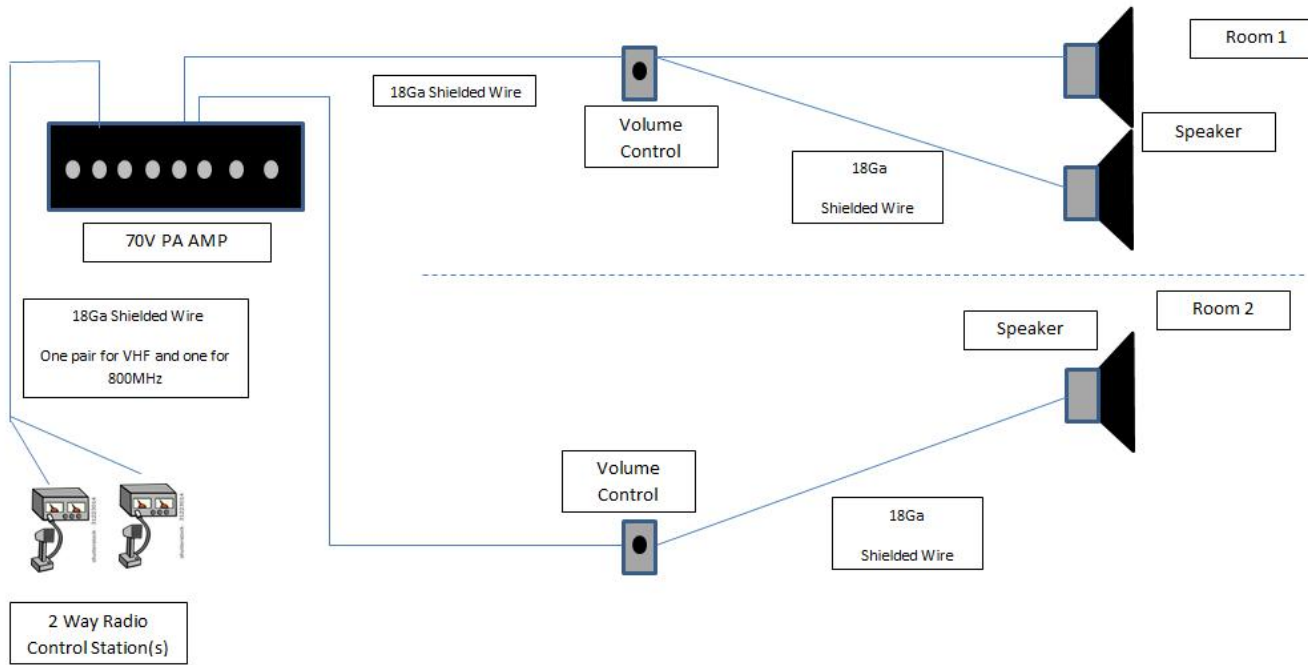 Room 1
18Ga Shielded Wire
Volume
Control
Speaker
18Ga
Shielded Wire
70V PA AMP
18Ga Shielded Wire
One pair for VHF and one for
800MHz
Room 2
Speaker
Volume
Control
18Ga
Shielded Wire
2 Way Radio
Control Station(s)